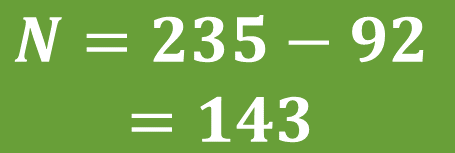 N = 235 − 92
= 143